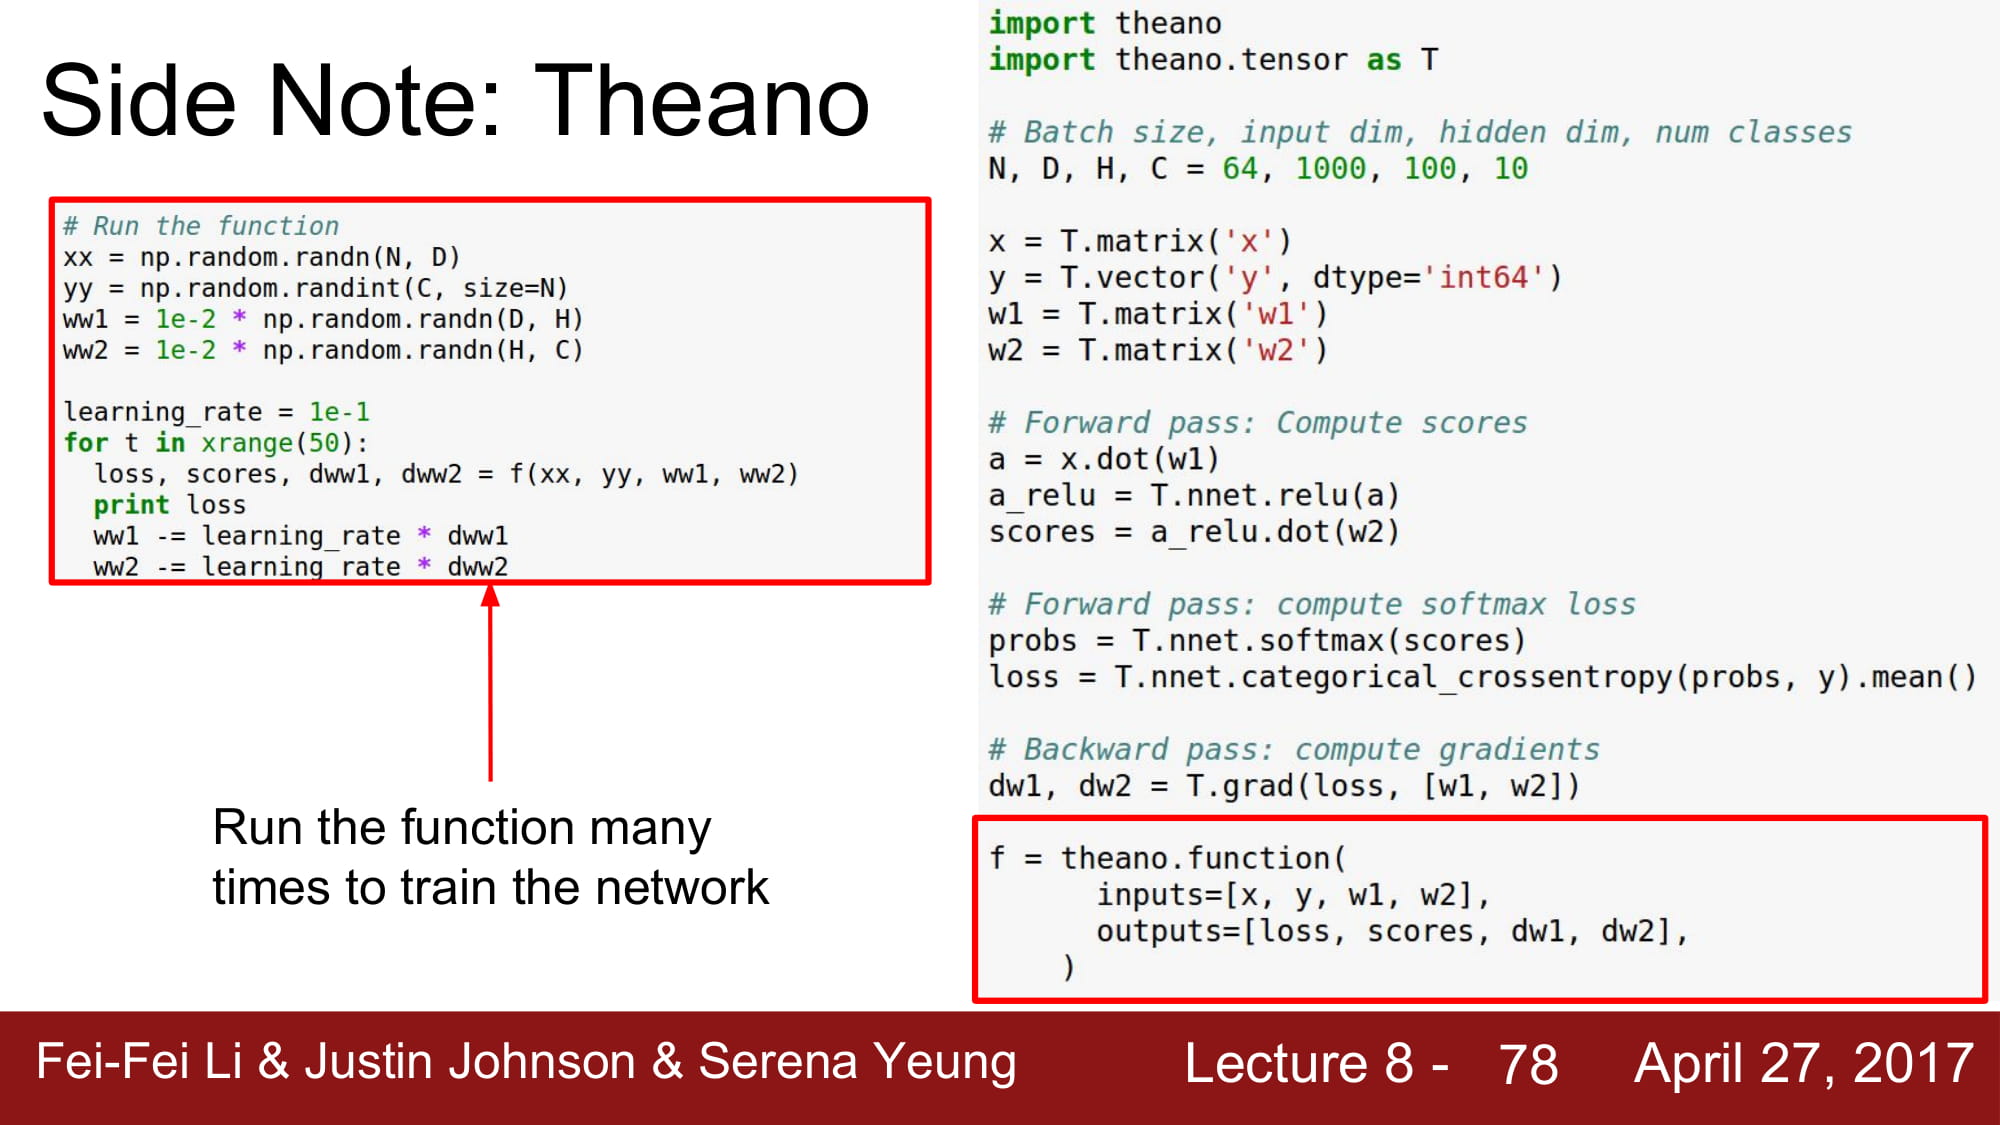 Side Note: Theano
# Run the function
xx = np.random.randn(N, D)
yy = np.random.randint(C, size=N)
ww1 = 1e-2 * np.random.randn(D, H)
ww2 = 1e-2 * np.random.randn(H, C)

learning_rate = 1e-1
for t in xrange(50):
  loss, scores, dww1, dww2 = f(xx, yy, ww1, ww2)
  print loss
  ww1 -= learning_rate * dww1
  ww2 -= learning_rate * dww2
Run the function many
times to train the network
import theano
import theano.tensor as T

# Batch size, input dim, hidden dim, num classes
N, D, H, C = 64, 1000, 100, 10

x = T.matrix('x')
y = T.vector('y', dtype='int64')
w1 = T.matrix('w1')
w2 = T.matrix('w2')

# Forward pass: Compute scores
a = x.dot(w1)
a_relu = T.nnet.relu(a)
scores = a_relu.dot(w2)

# Forward pass: compute softmax loss
probs = T.nnet.softmax(scores)
loss = T.nnet.categorical_crossentropy(probs, y).mean()

# Backward pass: compute gradients
dw1, dw2 = T.grad(loss, [w1, w2])

f = theano.function(
      inputs=[x, y, w1, w2],
      outputs=[loss, scores, dw1, dw2],
    )
Fei-Fei Li & Justin Johnson & Serena Yeung
Lecture 8 - 78
April 27, 2017